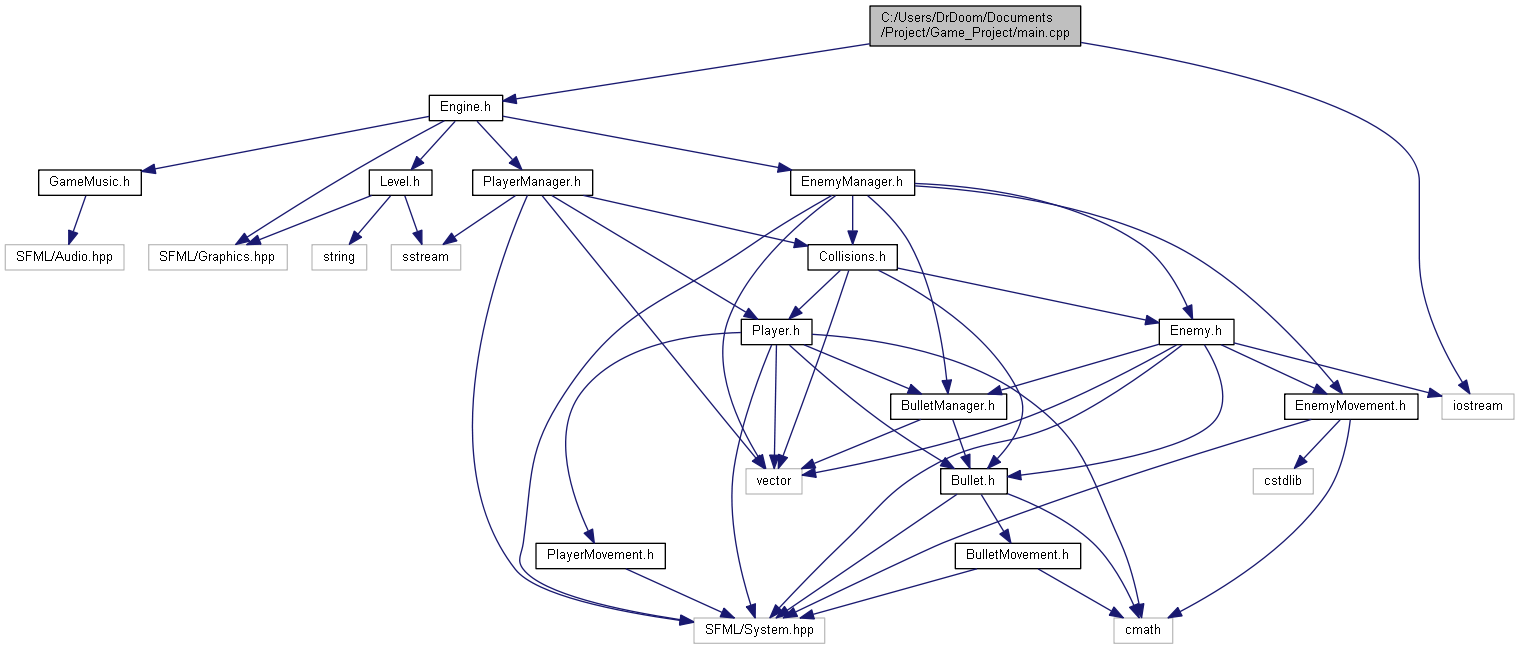 C:/Users/DrDoom/Documents
/Project/Game_Project/main.cpp
Engine.h
GameMusic.h
Level.h
PlayerManager.h
EnemyManager.h
SFML/Audio.hpp
SFML/Graphics.hpp
string
sstream
Collisions.h
Player.h
Enemy.h
BulletManager.h
EnemyMovement.h
iostream
vector
Bullet.h
cstdlib
PlayerMovement.h
BulletMovement.h
SFML/System.hpp
cmath